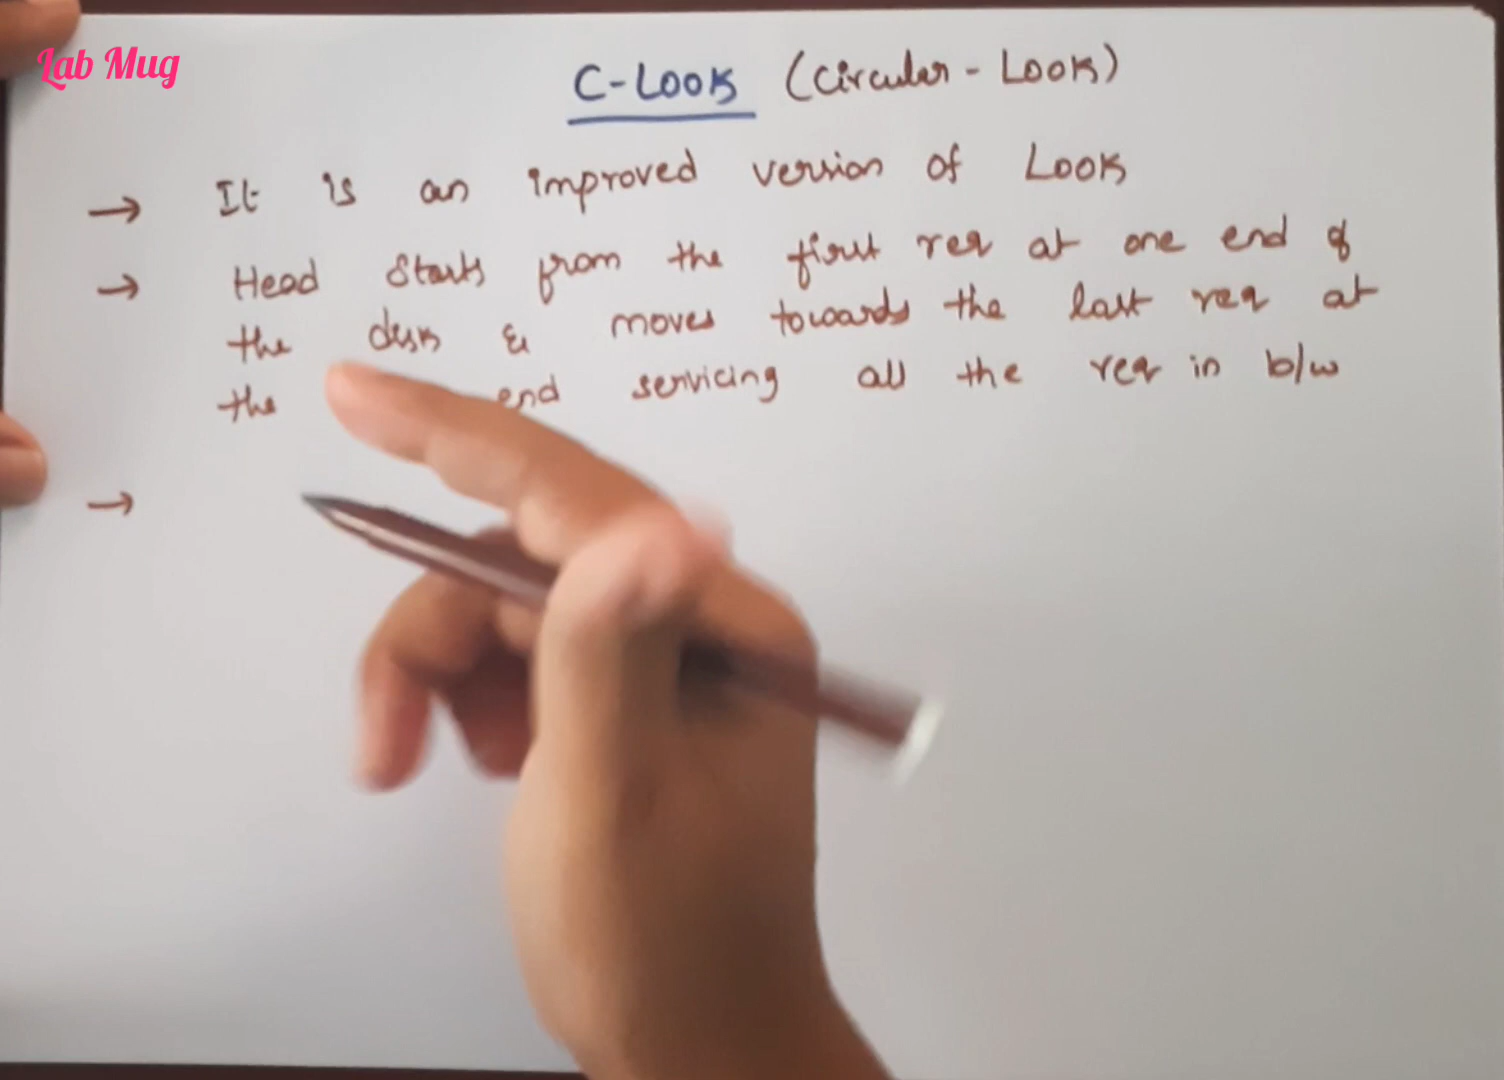 Lab Mug
C-LOOK (Circular - LOOK)
→ It is an improved version of LOOK
→ Head starts from the first req at one end of
the disk & moves towards the last req at
the end servicing all the req in b/w
→